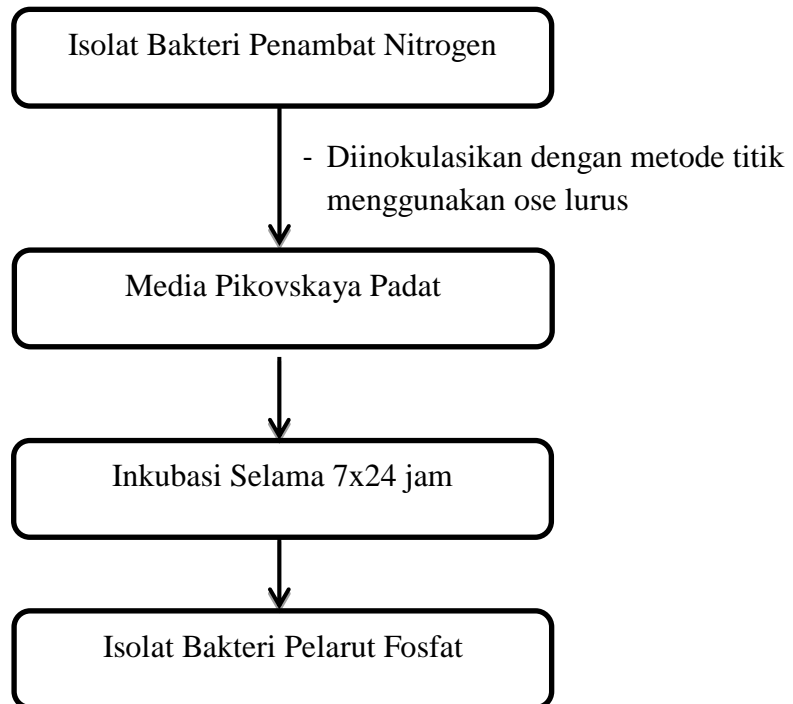 Isolat Bakteri Penambat Nitrogen
- Diinokulasikan dengan metode titik
menggunakan ose lurus
Media Pikovskaya Padat
Inkubasi Selama 7x24 jam
Isolat Bakteri Pelarut Fosfat